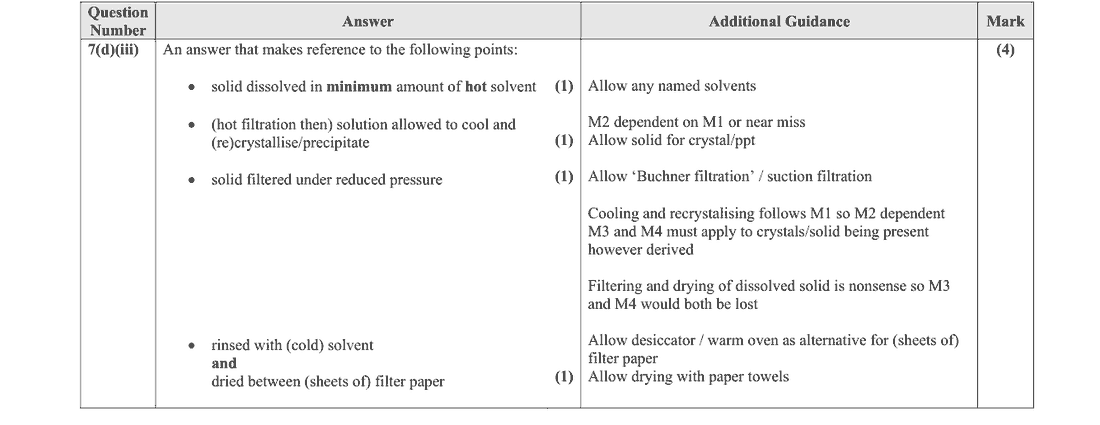 Question Number
Answer
Additional Guidance
Mark
7(d)(iii)
An answer that makes reference to the following points:
(4)
• solid dissolved in minimum amount of hot solvent (1)
Allow any named solvents
• (hot filtration then) solution allowed to cool and
(re)crystallise/precipitate (1)
M2 dependent on M1 or near miss
Allow solid for crystal/ppt
• solid filtered under reduced pressure (1)
Allow ‘Buchner filtration’ / suction filtration
Cooling and recrystalising follows M1 so M2 dependent
M3 and M4 must apply to crystals/solid being present
however derived
Filtering and drying of dissolved solid is nonsense so M3
and M4 would both be lost
• rinsed with (cold) solvent
and
dried between (sheets of) filter paper (1)
Allow desiccator / warm oven as alternative for (sheets of)
filter paper
Allow drying with paper towels